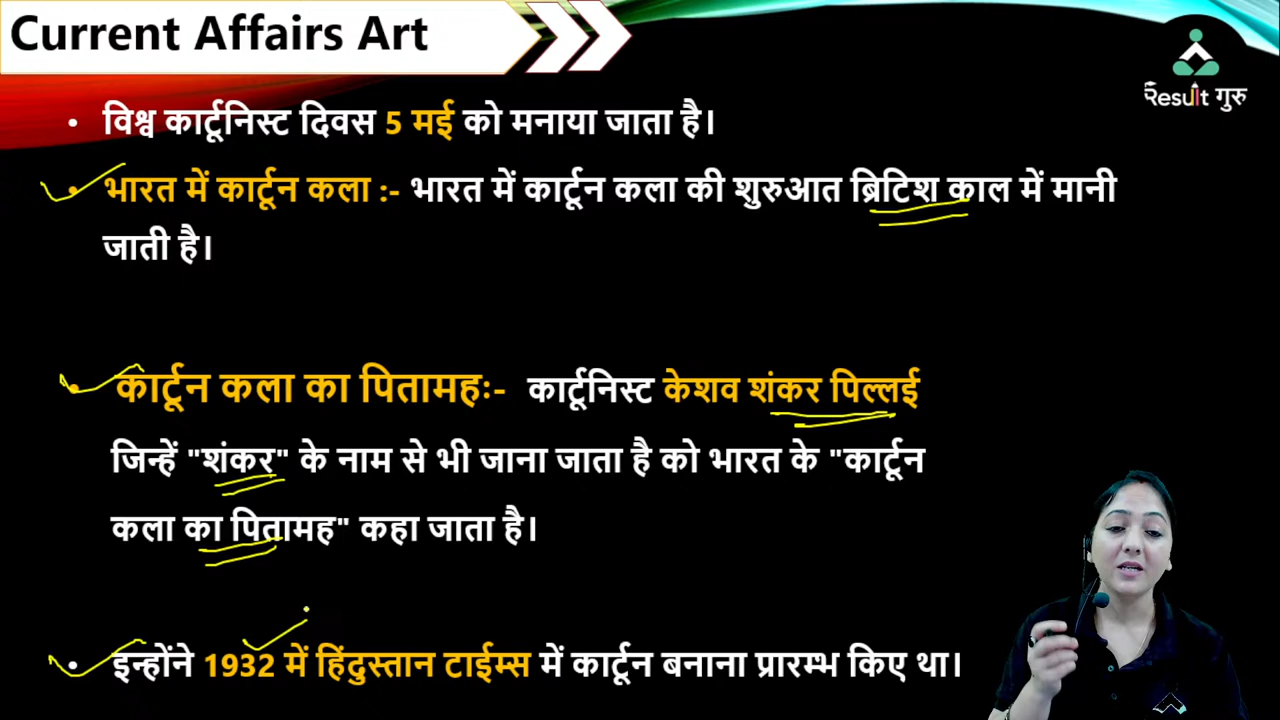 Current Affairs Art
Result गुरु
• विश्व कार्टूनिस्ट दिवस 5 मई को मनाया जाता है।
• भारत में कार्टून कला :- भारत में कार्टून कला की शुरुआत ब्रिटिश काल में मानी
जाती है।
• कार्टून कला का पितामहः- कार्टूनिस्ट केशव शंकर पिल्लई
जिन्हें "शंकर" के नाम से भी जाना जाता है को भारत के "कार्टून
कला का पितामह" कहा जाता है।
• इन्होंने 1932 में हिंदुस्तान टाईम्स में कार्टून बनाना प्रारम्भ किए था।